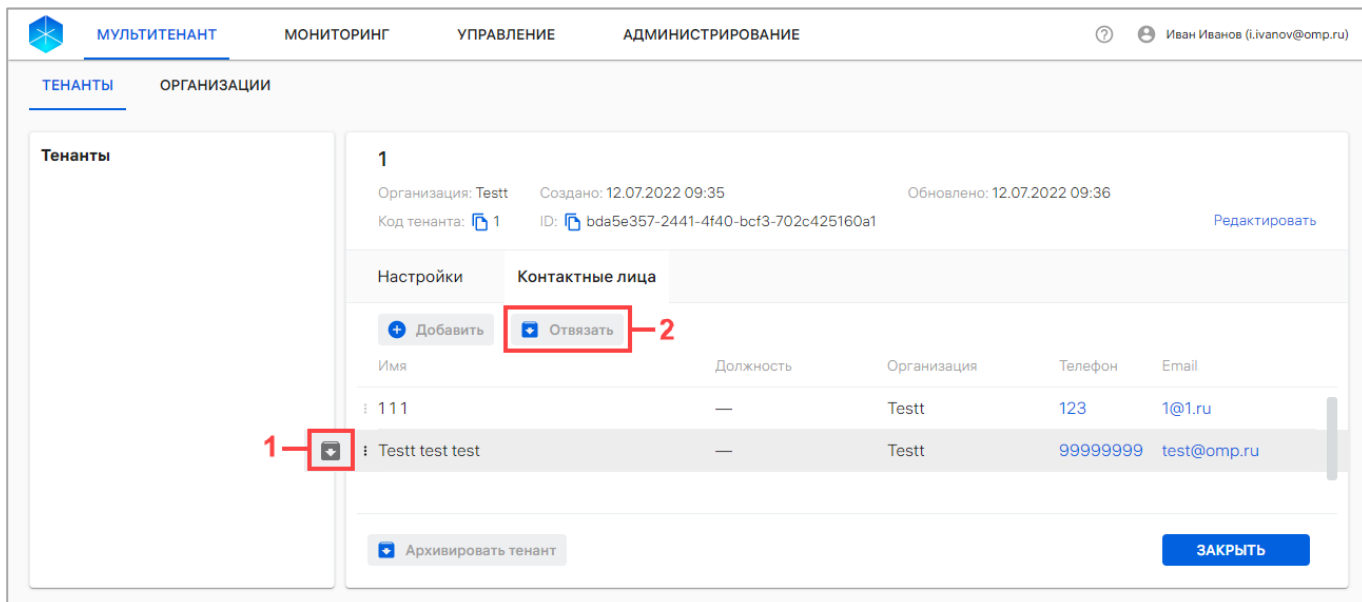 МУЛЬТИТЕНАНТ МОНИТОРИНГ УПРАВЛЕНИЕ АДМИНИСТРИРОВАНИЕ ? Иван Иванов (i.ivanov@omp.ru)
ТЕНАНТЫ ОРГАНИЗАЦИИ
Тенанты
1
Организация: Testt Создано: 12.07.2022 09:35 Обновлено: 12.07.2022 09:36
Код тенанта: 1 ID: bda5e357-2441-4f40-bcf3-702c425160a1 Редактировать
Настройки Контактные лица
Добавить Отвязать 2
Имя Должность Организация Телефон Email
111 — Testt 123 1@1.ru
1 Testt test test — Testt 99999999 test@omp.ru
Архивировать тенант ЗАКРЫТЬ